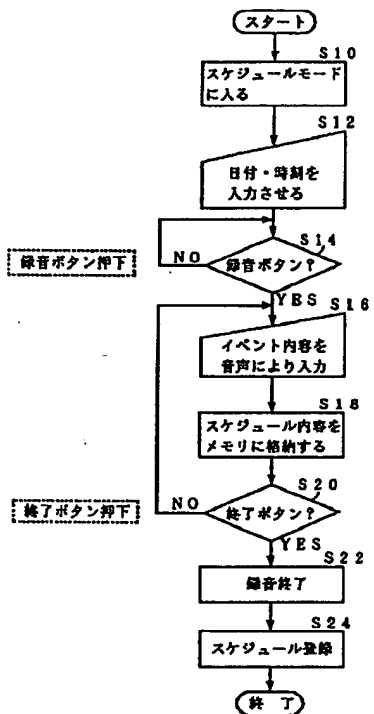 スタート
S10
スケジュールモード
に入る
S12
日付・時刻を
入力させる
S14
録音ボタン押下
NO
録音ボタン?
YES
S16
イベント内容を
音声により入力
S18
スケジュール内容を
メモリに格納する
S20
終了ボタン押下
NO
終了ボタン?
YES
S22
録音終了
S24
スケジュール登録
終 了